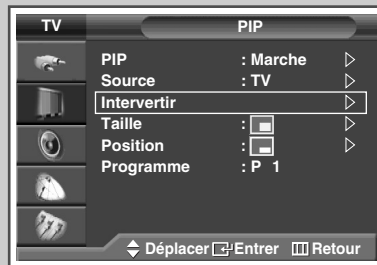 TV PIP
PIP : Marche
Source : TV
Intervertir
Taille :
Position :
Programme : P 1
Déplacer Entrer Retour